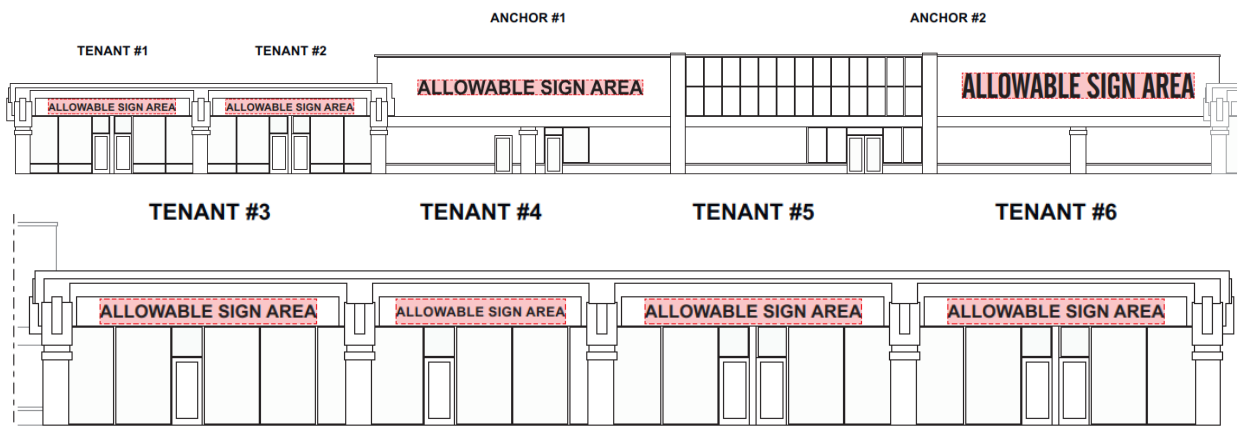 ANCHOR #1
ANCHOR #2
TENANT #1
TENANT #2
ALLOWABLE SIGN AREA
ALLOWABLE SIGN AREA
ALLOWABLE SIGN AREA
ALLOWABLE SIGN AREA
TENANT #3
TENANT #4
TENANT #5
TENANT #6
ALLOWABLE SIGN AREA
ALLOWABLE SIGN AREA
ALLOWABLE SIGN AREA
ALLOWABLE SIGN AREA